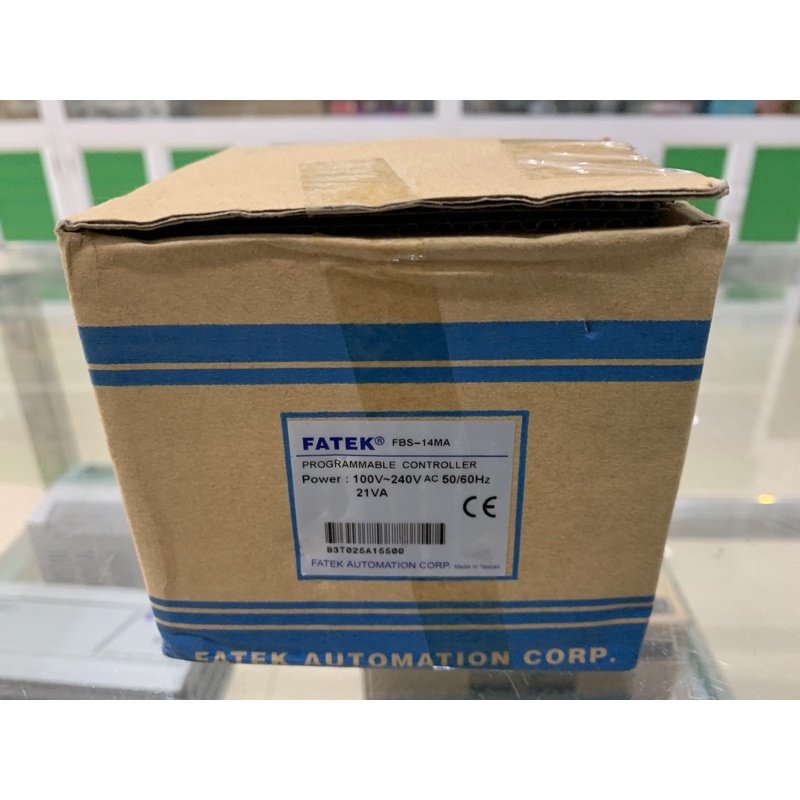 FATEK® FBS-14MA
PROGRAMMABLE CONTROLLER
Power : 100V~240V AC 50/60Hz
21VA
CE
B3T025A15500
FATEK AUTOMATION CORP. Made in Taiwan
FATEK AUTOMATION CORP.